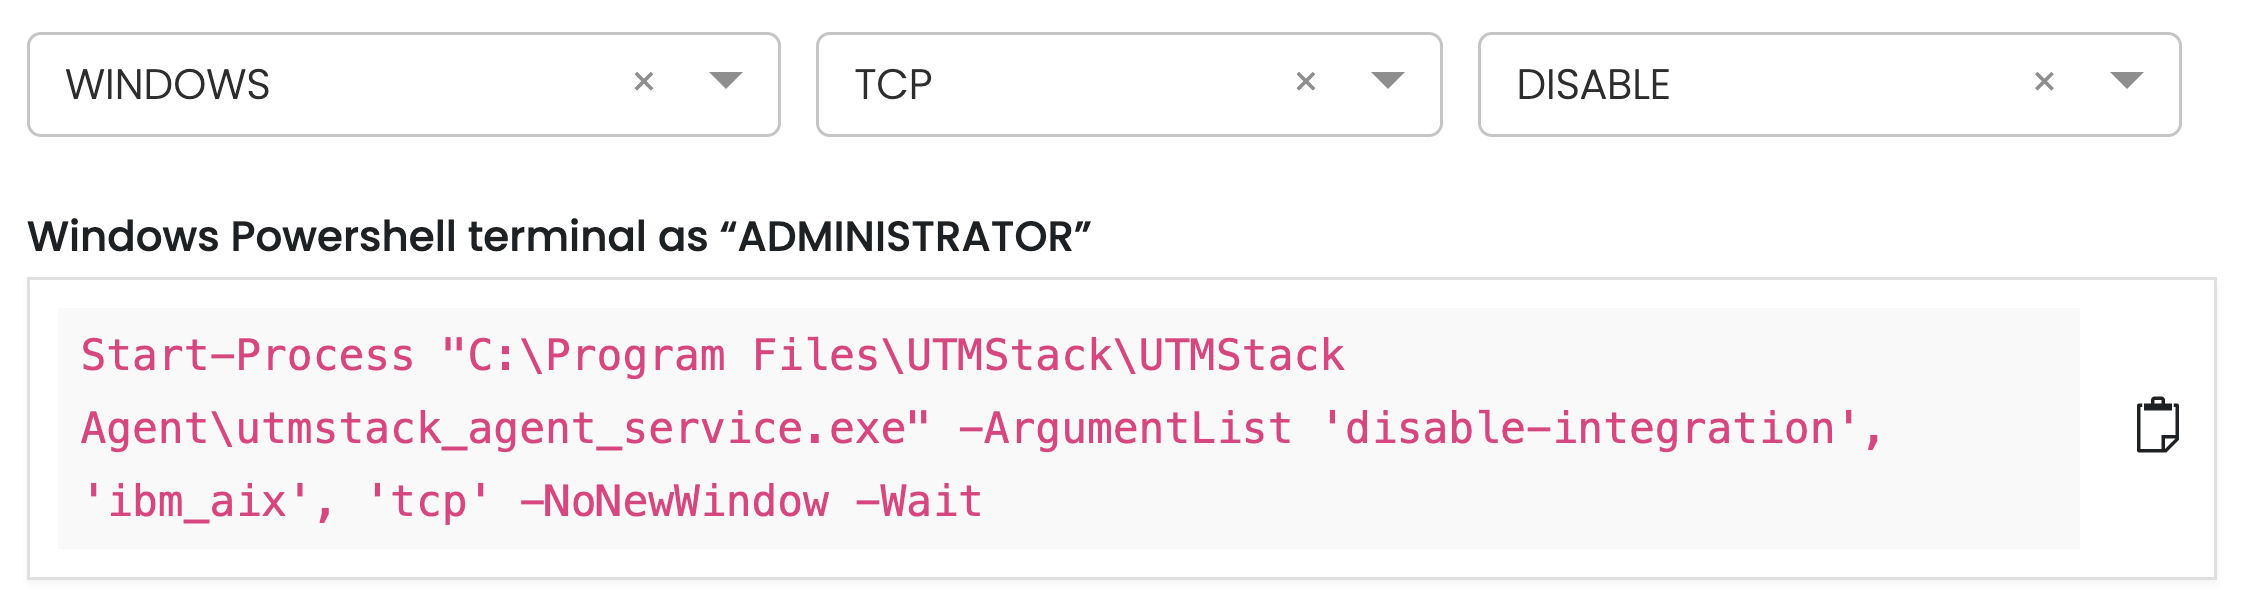 WINDOWS × TCP × DISABLE ×
Windows Powershell terminal as “ADMINISTRATOR”
Start-Process "C:\Program Files\UTMStack\UTMStack
Agent\utmstack_agent_service.exe" -ArgumentList 'disable-integration',
'ibm_aix', 'tcp' -NoNewWindow -Wait